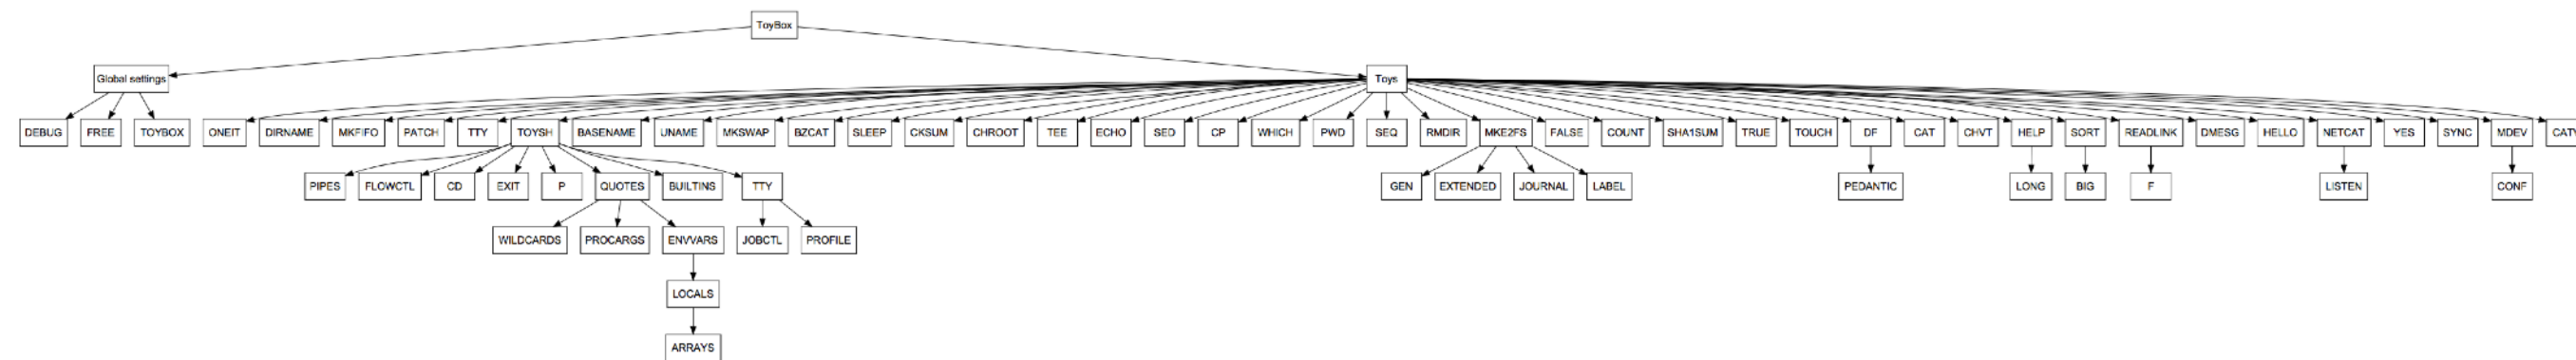 ToyBox
Global settings Toys
DEBUG FREE TOYBOX ONEIT DIRNAME MKFIFO PATCH TTY TOYSH BASENAME UNAME MKSWAP BZCAT SLEEP CKSUM CHROOT TEE ECHO SED CP WHICH PWD SEQ RMDIR MKE2FS FALSE COUNT SHA1SUM TRUE TOUCH DF CAT CHVT HELP SORT READLINK DMESG HELLO NETCAT YES SYNC MDEV
PIPES FLOWCTL CD EXIT P QUOTES BUILTINS TTY GEN EXTENDED JOURNAL LABEL PEDANTIC LONG BIG F LISTEN CONF
WILDCARDS PROCARGS ENVVARS JOBCTL PROFILE
LOCALS
ARRAYS